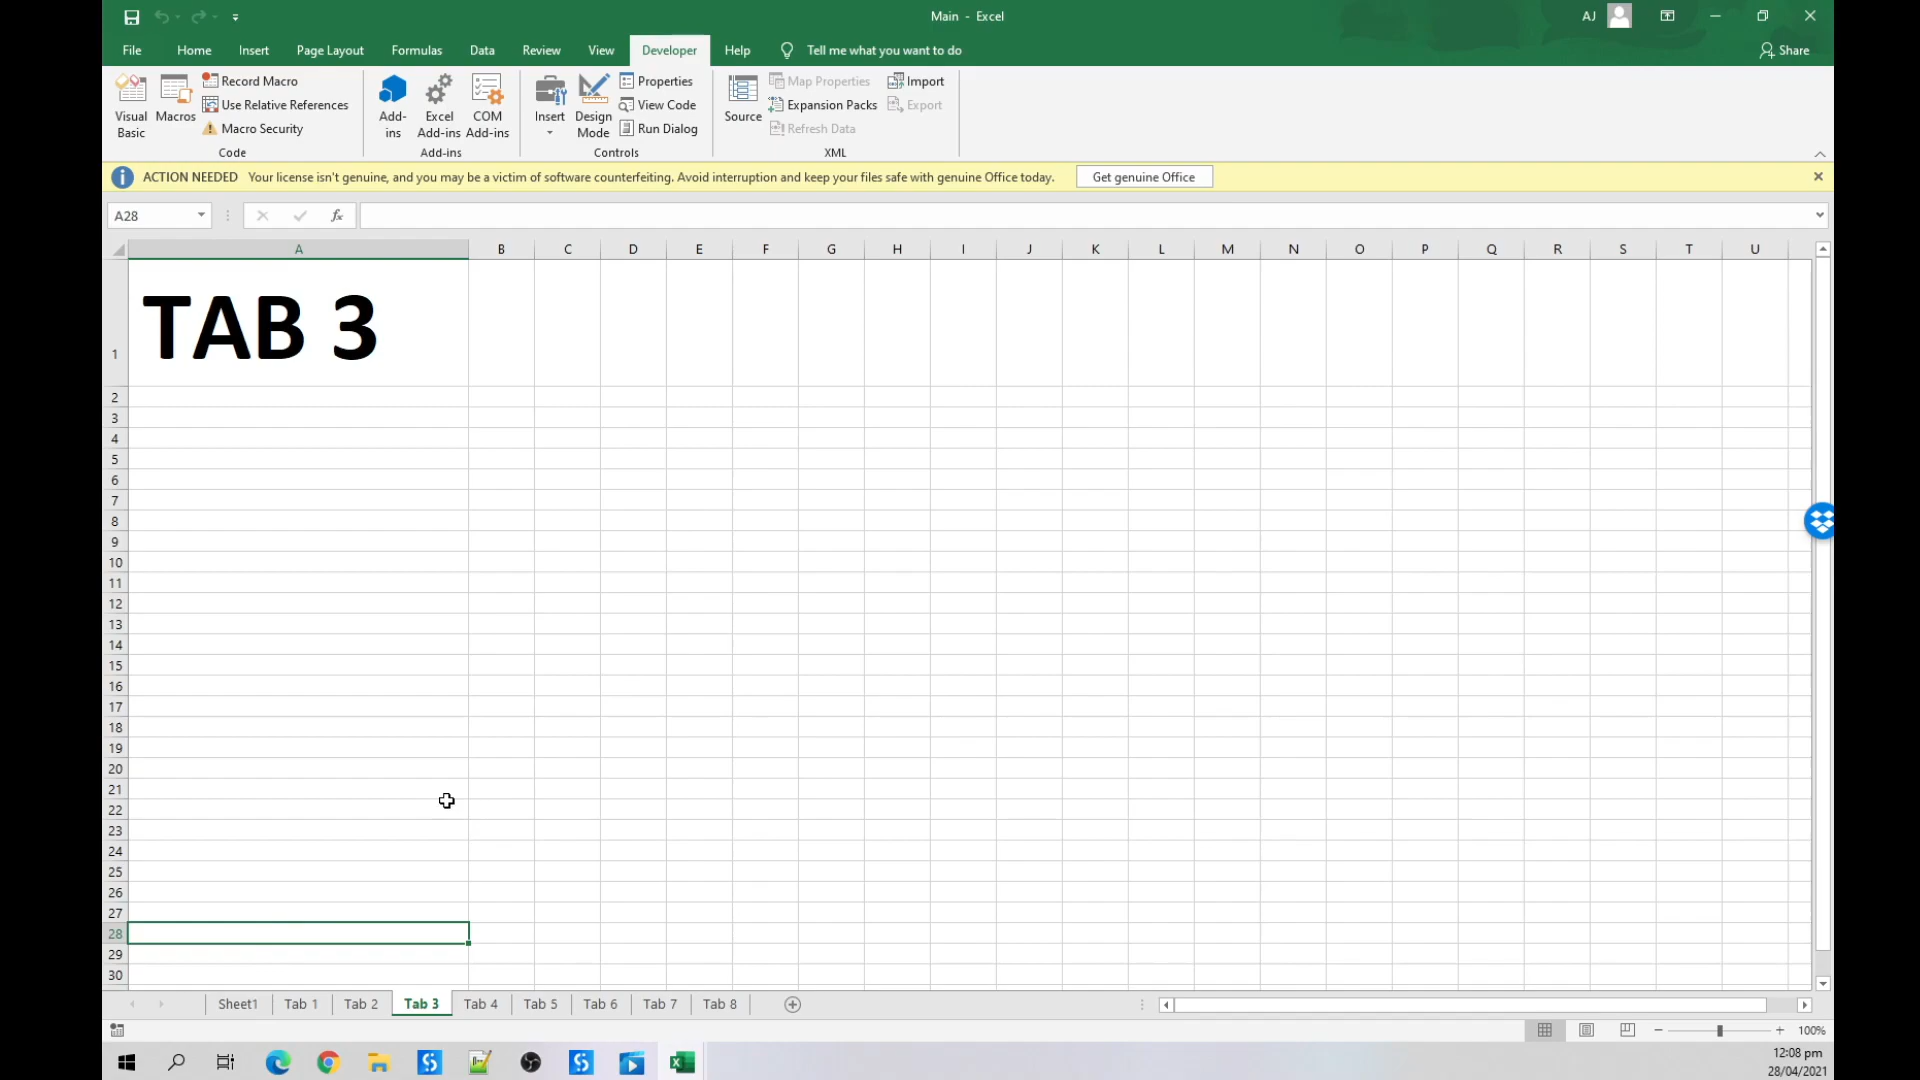 Main - Excel
AJ
File Home Insert Page Layout Formulas Data Review View Developer Help Tell me what you want to do Share
Visual Basic
Macros
Record Macro
Use Relative References
Macro Security
Code
Add-ins
Excel Add-ins
COM Add-ins
Add-ins
Insert
Design Mode
Properties
View Code
Run Dialog
Controls
Source
Map Properties
Expansion Packs
Refresh Data
Import
Export
XML
ACTION NEEDED Your license isn't genuine, and you may be a victim of software counterfeiting. Avoid interruption and keep your files safe with genuine Office today. Get genuine Office
A28 fx
A B C D E F G H I J K L M N O P Q R S T U
1 TAB 3
2
3
4
5
6
7
8
9
10
11
12
13
14
15
16
17
18
19
20
21
22
23
24
25
26
27
28
29
30
Sheet1 Tab 1 Tab 2 Tab 3 Tab 4 Tab 5 Tab 6 Tab 7 Tab 8
100%
12:08 pm
28/04/2021